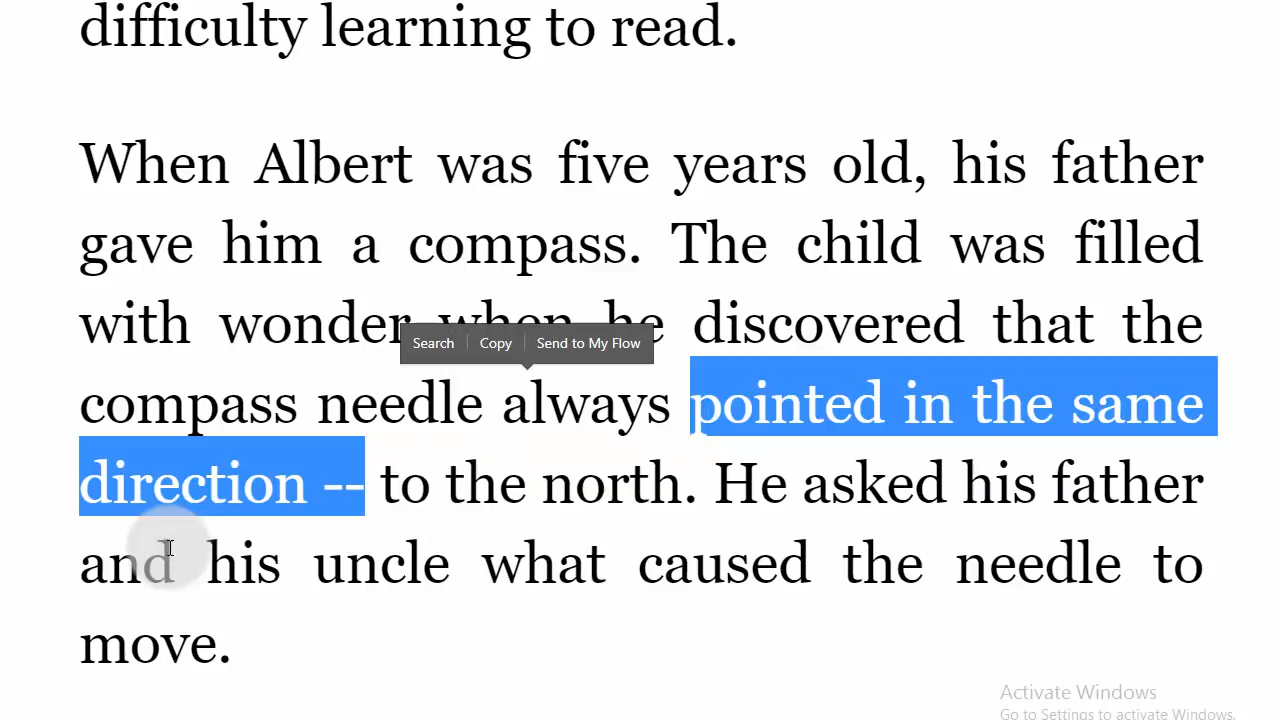 difficulty learning to read.
When Albert was five years old, his father
gave him a compass. The child was filled
with wonder when he discovered that the
Search Copy Send to My Flow
compass needle always pointed in the same
direction -- to the north. He asked his father
and his uncle what caused the needle to
move.
Activate Windows
Go to Settings to activate Windows.